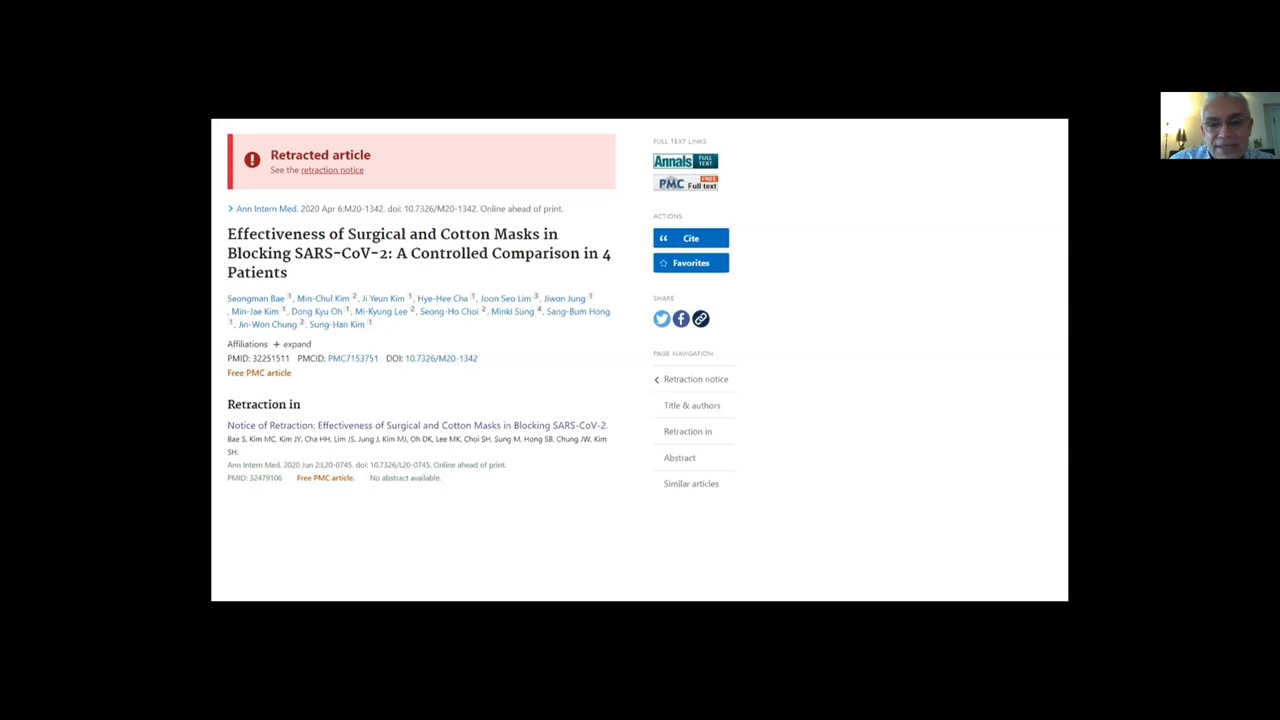 Retracted article
See the retraction notice
Ann Intern Med. 2020 Apr 6;M20-1342. doi: 10.7326/M20-1342. Online ahead of print.
Effectiveness of Surgical and Cotton Masks in
Blocking SARS-CoV-2: A Controlled Comparison in 4
Patients
Seongman Bae 1, Min-Chul Kim 2, Ji Yeun Kim 1, Hye-Hee Cha 1, Joon Seo Lim 3, Jiwon Jung 1
, Min-Jae Kim 1, Dong Kyu Oh 1, Mi-Kyung Lee 2, Seong-Ho Choi 2, Minki Sung 4, Sang-Bum Hong
1, Jin-Won Chung 2, Sung-Han Kim 1
Affiliations + expand
PMID: 32251511 PMCID: PMC7153751 DOI: 10.7326/M20-1342
Free PMC article
Retraction in
Notice of Retraction: Effectiveness of Surgical and Cotton Masks in Blocking SARS-CoV-2.
Bae S, Kim MC, Kim JY, Cha HH, Lim JS, Jung J, Kim MJ, Oh DK, Lee MK, Choi SH, Sung M, Hong SB, Chung JW, Kim
SH.
Ann Intern Med. 2020 Jun 2:L20-0745. doi: 10.7326/L20-0745. Online ahead of print.
PMID: 32479106 Free PMC article. No abstract available.
FULL TEXT LINKS
Annals FULL TEXT
PMC FREE Full text
ACTIONS
Cite
Favorites
SHARE
PAGE NAVIGATION
Retraction notice
Title & authors
Retraction in
Abstract
Similar articles